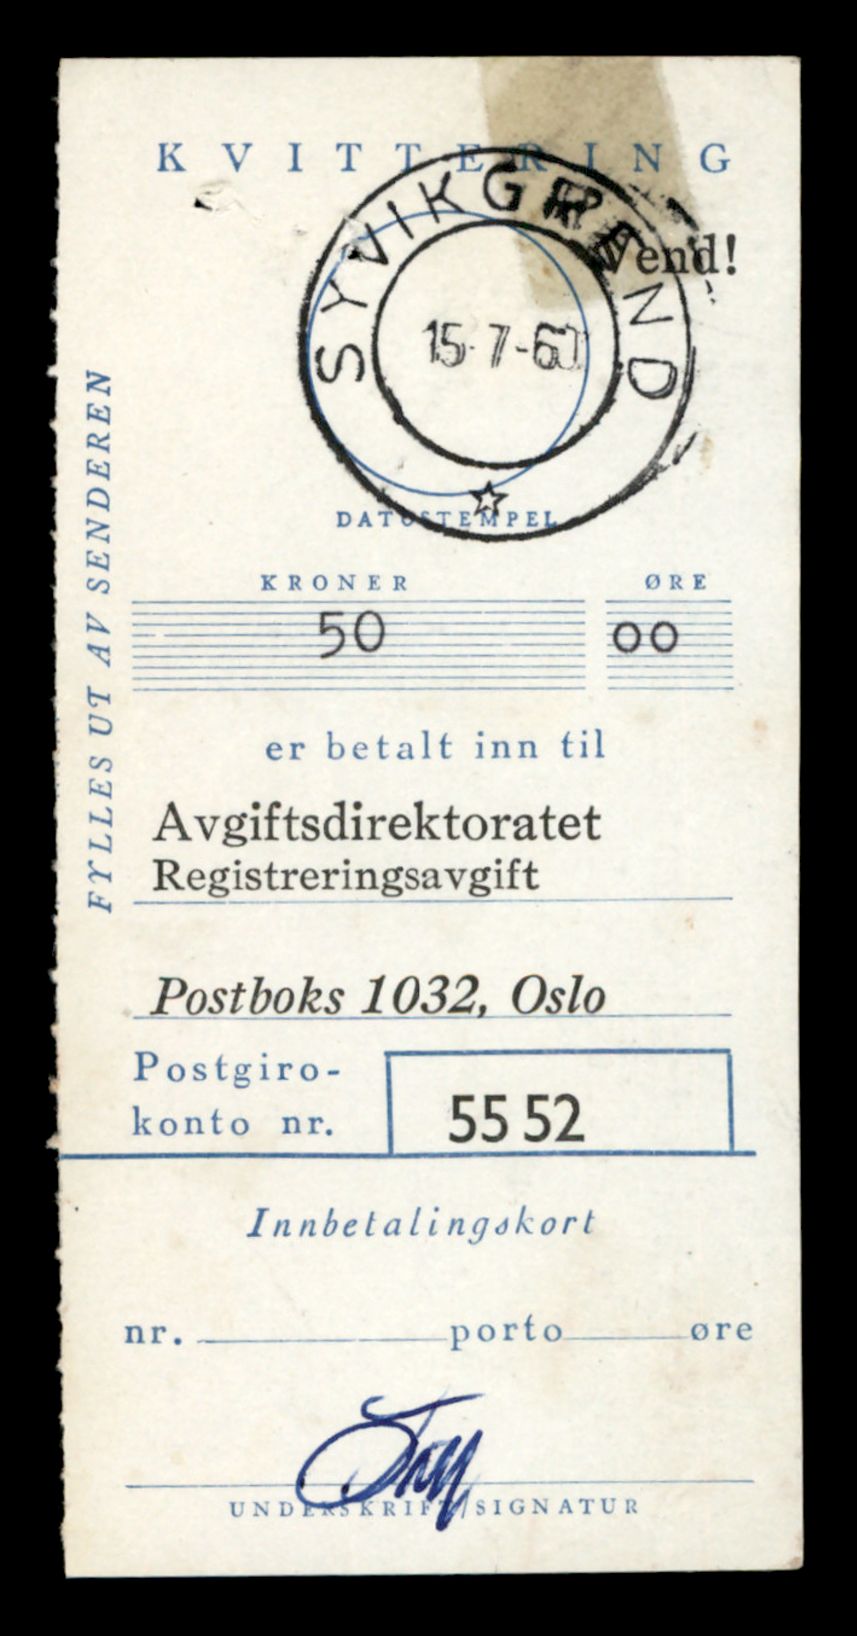 KVITTERING
Vend!
SYVIKGREND
15-7-60
DATOSTEMPEL
FYLLES UT AV SENDEREN
KRONER ØRE
50 00
er betalt inn til
Avgiftsdirektoratet
Registreringsavgift
Postboks 1032, Oslo
Postgiro-
konto nr. 55 52
Innbetalingskort
nr. porto øre
UNDERSKRIFT/SIGNATUR